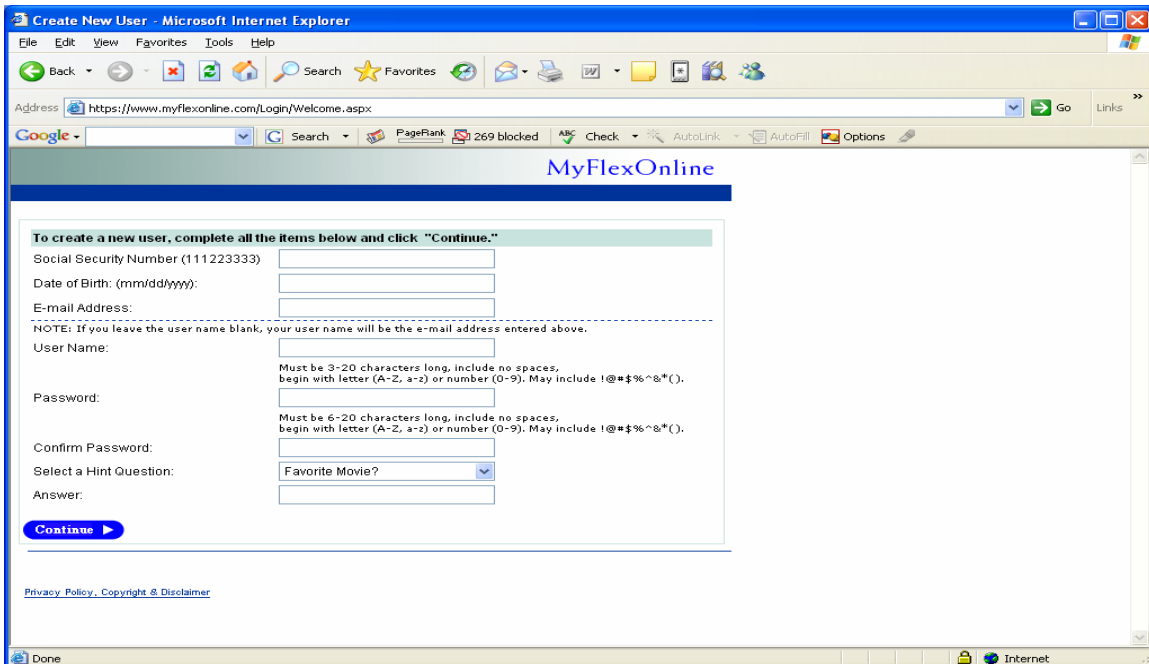 Create New User - Microsoft Internet Explorer
File Edit View Favorites Tools Help
Back Search Favorites
Address https://www.myflexonline.com/Login/Welcome.aspx Go Links »
Google Search PageRank 269 blocked ABC Check AutoLink AutoFill Options
MyFlexOnline
To create a new user, complete all the items below and click "Continue."
Social Security Number (111223333)
Date of Birth: (mm/dd/yyyy):
E-mail Address:
NOTE: If you leave the user name blank, your user name will be the e-mail address entered above.
User Name:
Must be 3-20 characters long, include no spaces,
begin with letter (A-Z, a-z) or number (0-9). May include !@#$%^&*().
Password:
Must be 6-20 characters long, include no spaces,
begin with letter (A-Z, a-z) or number (0-9). May include !@#$%^&*().
Confirm Password:
Select a Hint Question: Favorite Movie?
Answer:
Continue
Privacy Policy, Copyright & Disclaimer
Done Internet